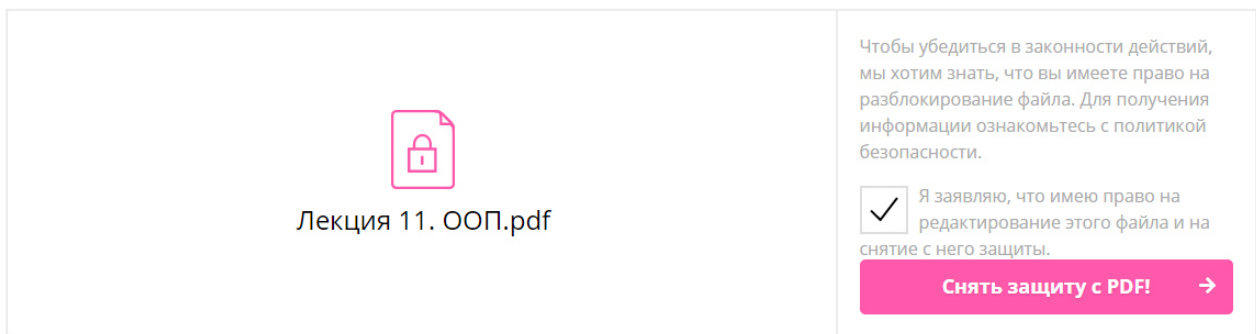 Лекция 11. ООП.pdf
Чтобы убедиться в законности действий,
мы хотим знать, что вы имеете право на
разблокирование файла. Для получения
информации ознакомьтесь с политикой
безопасности.
Я заявляю, что имею право на
редактирование этого файла и на
снятие с него защиты.
Снять защиту с PDF!